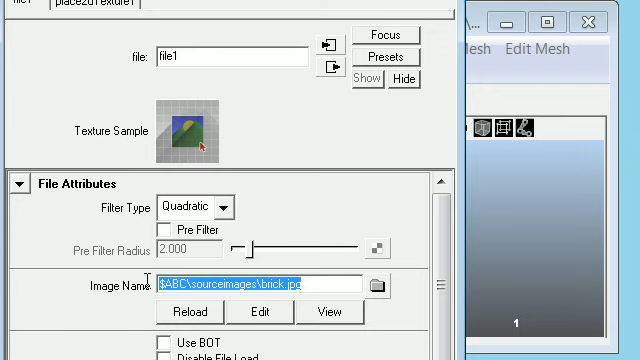 file1 place2dTexture1
\...
Mesh Edit Mesh
Focus
file: file1
Presets
Show Hide
Texture Sample
File Attributes
Filter Type Quadratic
Pre Filter
Pre Filter Radius 2.000
Image Name $ABC\sourceimages\brick.jpg
Reload Edit View
1
Use BOT
Disable File Load